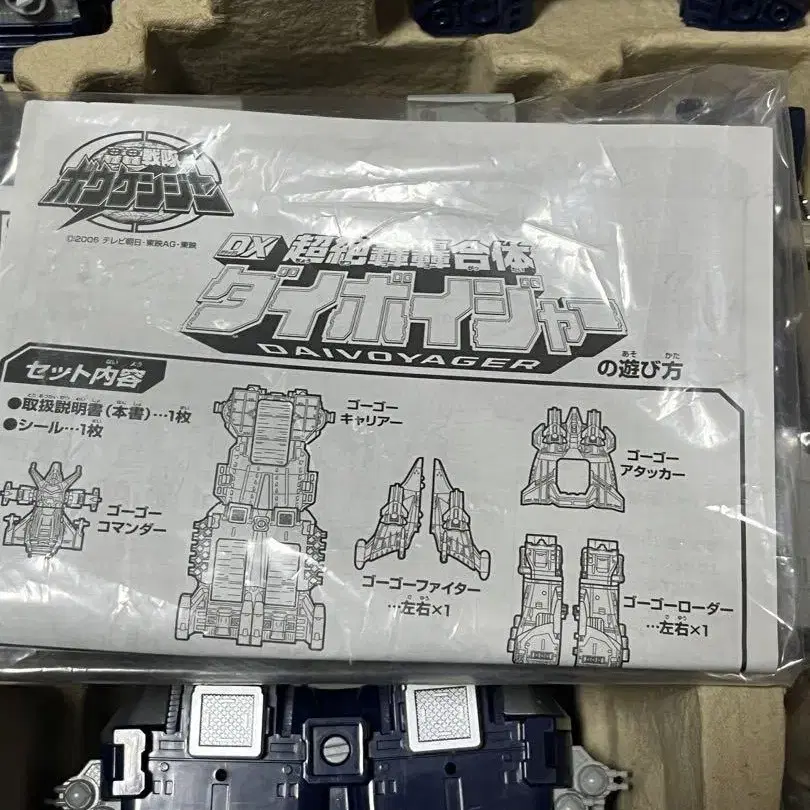 轟轟戦隊
ボウケンジャー
©2006 テレビ朝日・東映AG・東映
DX 超絶轟轟合体
ダイボイジャー
DAIVOYAGER
の遊び方
セット内容
●取扱説明書(本書)…1枚
●シール…1枚
ゴーゴー
コマンダー
ゴーゴー
キャリアー
ゴーゴーファイター
…左右×1
ゴーゴー
アタッカー
ゴーゴーローダー
…左右×1